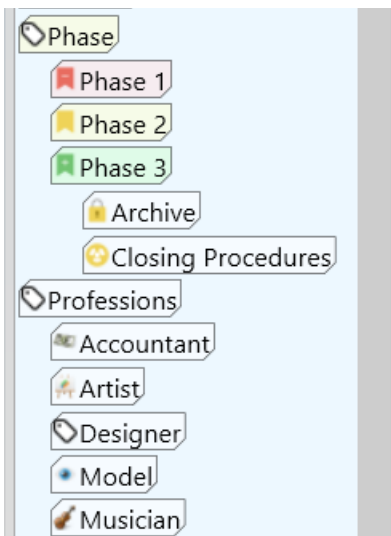 Phase
Phase 1
Phase 2
Phase 3
Archive
Closing Procedures
Professions
Accountant
Artist
Designer
Model
Musician